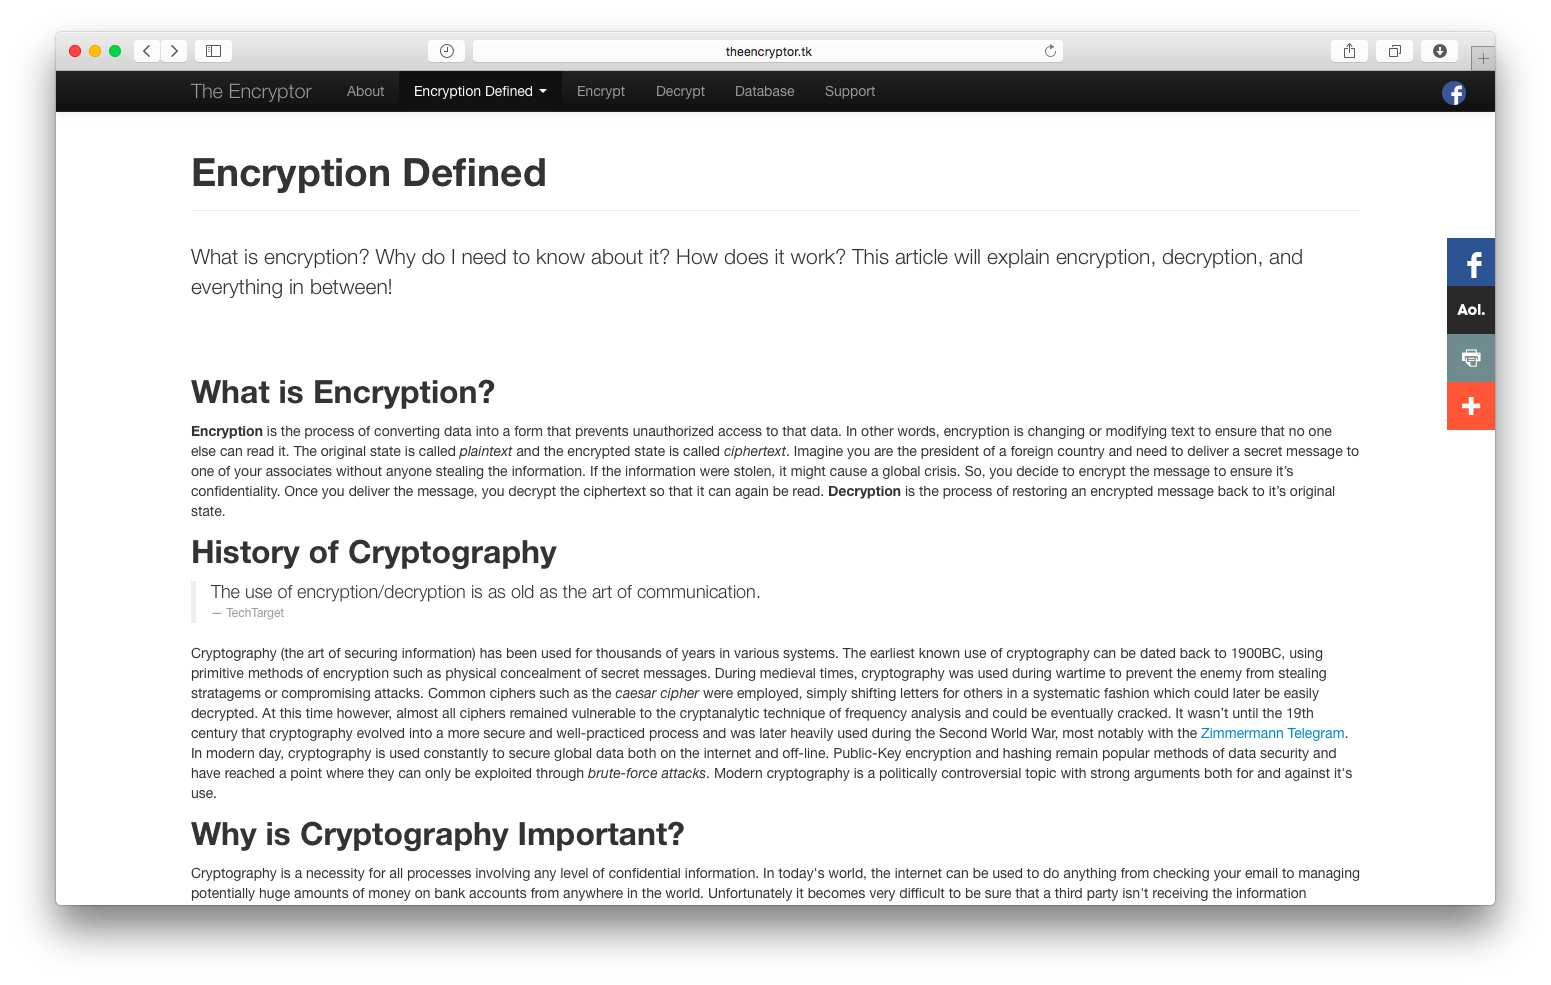 theencryptor.tk
The Encryptor About Encryption Defined Encrypt Decrypt Database Support
Encryption Defined
What is encryption? Why do I need to know about it? How does it work? This article will explain encryption, decryption, and
everything in between!
Aol.
What is Encryption?
Encryption is the process of converting data into a form that prevents unauthorized access to that data. In other words, encryption is changing or modifying text to ensure that no one
else can read it. The original state is called plaintext and the encrypted state is called ciphertext. Imagine you are the president of a foreign country and need to deliver a secret message to
one of your associates without anyone stealing the information. If the information were stolen, it might cause a global crisis. So, you decide to encrypt the message to ensure it’s
confidentiality. Once you deliver the message, you decrypt the ciphertext so that it can again be read. Decryption is the process of restoring an encrypted message back to it’s original
state.
History of Cryptography
The use of encryption/decryption is as old as the art of communication.
— TechTarget
Cryptography (the art of securing information) has been used for thousands of years in various systems. The earliest known use of cryptography can be dated back to 1900BC, using
primitive methods of encryption such as physical concealment of secret messages. During medieval times, cryptography was used during wartime to prevent the enemy from stealing
stratagems or compromising attacks. Common ciphers such as the caesar cipher were employed, simply shifting letters for others in a systematic fashion which could later be easily
decrypted. At this time however, almost all ciphers remained vulnerable to the cryptanalytic technique of frequency analysis and could be eventually cracked. It wasn’t until the 19th
century that cryptography evolved into a more secure and well-practiced process and was later heavily used during the Second World War, most notably with the Zimmermann Telegram.
In modern day, cryptography is used constantly to secure global data both on the internet and off-line. Public-Key encryption and hashing remain popular methods of data security and
have reached a point where they can only be exploited through brute-force attacks. Modern cryptography is a politically controversial topic with strong arguments both for and against it's
use.
Why is Cryptography Important?
Cryptography is a necessity for all processes involving any level of confidential information. In today's world, the internet can be used to do anything from checking your email to managing
potentially huge amounts of money on bank accounts from anywhere in the world. Unfortunately it becomes very difficult to be sure that a third party isn't receiving the information